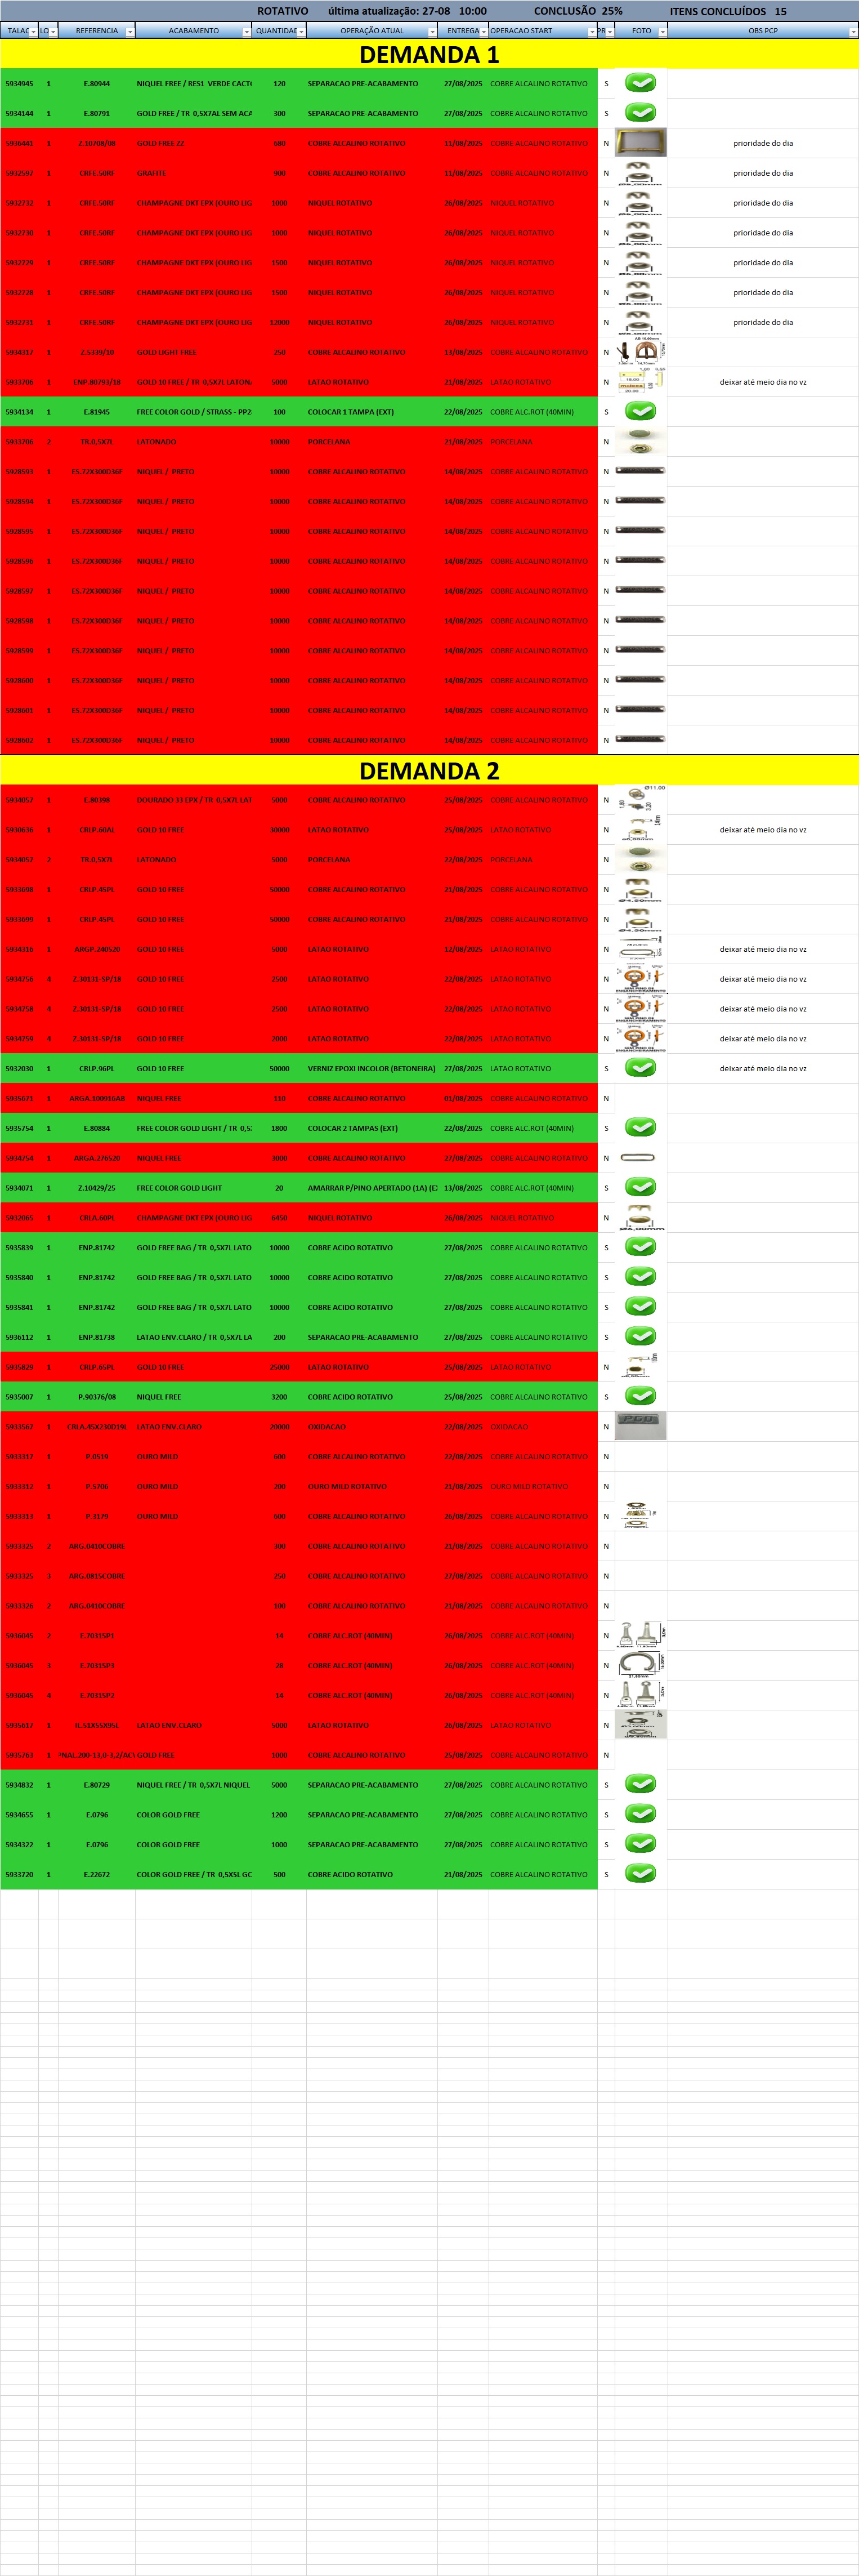 ROTATIVO última atualização: 27-08 10:00 CONCLUSÃO 25% ITENS CONCLUÍDOS 15
TALAC LO REFERENCIA ACABAMENTO QUANTIDAD OPERAÇÃO ATUAL ENTREGA OPERACAO START PR FOTO OBS PCP
DEMANDA 1
5934945 1 E.80944 NIQUEL FREE / RES1 VERDE CACT 120 SEPARACAO PRE-ACABAMENTO 27/08/2025 COBRE ALCALINO ROTATIVO S
5934144 1 E.80791 GOLD FREE / TR 0,5X7AL SEM ACA 300 SEPARACAO PRE-ACABAMENTO 27/08/2025 COBRE ALCALINO ROTATIVO S
5936441 1 Z.10708/08 GOLD FREE ZZ 680 COBRE ALCALINO ROTATIVO 11/08/2025 COBRE ALCALINO ROTATIVO N prioridade do dia
5932597 1 CRFE.50RF GRAFITE 900 COBRE ALCALINO ROTATIVO 11/08/2025 COBRE ALCALINO ROTATIVO N prioridade do dia
5932732 1 CRFE.50RF CHAMPAGNE DKT EPX (OURO LIG 1000 NIQUEL ROTATIVO 26/08/2025 NIQUEL ROTATIVO N prioridade do dia
5932730 1 CRFE.50RF CHAMPAGNE DKT EPX (OURO LIG 1000 NIQUEL ROTATIVO 26/08/2025 NIQUEL ROTATIVO N prioridade do dia
5932729 1 CRFE.50RF CHAMPAGNE DKT EPX (OURO LIG 1500 NIQUEL ROTATIVO 26/08/2025 NIQUEL ROTATIVO N prioridade do dia
5932728 1 CRFE.50RF CHAMPAGNE DKT EPX (OURO LIG 1500 NIQUEL ROTATIVO 26/08/2025 NIQUEL ROTATIVO N prioridade do dia
5932731 1 CRFE.50RF CHAMPAGNE DKT EPX (OURO LIG 12000 NIQUEL ROTATIVO 26/08/2025 NIQUEL ROTATIVO N prioridade do dia
5934317 1 Z.5339/10 GOLD LIGHT FREE 250 COBRE ALCALINO ROTATIVO 13/08/2025 COBRE ALCALINO ROTATIVO N
5933706 1 ENP.80793/18 GOLD 10 FREE / TR 0,5X7L LATON 5000 LATAO ROTATIVO 21/08/2025 LATAO ROTATIVO N deixar até meio dia no vz
5934134 1 E.81945 FREE COLOR GOLD / STRASS - PP2 100 COLOCAR 1 TAMPA (EXT) 22/08/2025 COBRE ALC.ROT (40MIN) S
5933706 2 TR.0,5X7L LATONADO 10000 PORCELANA 21/08/2025 PORCELANA N
5928593 1 ES.72X300D36F NIQUEL / PRETO 10000 COBRE ALCALINO ROTATIVO 14/08/2025 COBRE ALCALINO ROTATIVO N
5928594 1 ES.72X300D36F NIQUEL / PRETO 10000 COBRE ALCALINO ROTATIVO 14/08/2025 COBRE ALCALINO ROTATIVO N
5928595 1 ES.72X300D36F NIQUEL / PRETO 10000 COBRE ALCALINO ROTATIVO 14/08/2025 COBRE ALCALINO ROTATIVO N
5928596 1 ES.72X300D36F NIQUEL / PRETO 10000 COBRE ALCALINO ROTATIVO 14/08/2025 COBRE ALCALINO ROTATIVO N
5928597 1 ES.72X300D36F NIQUEL / PRETO 10000 COBRE ALCALINO ROTATIVO 14/08/2025 COBRE ALCALINO ROTATIVO N
5928598 1 ES.72X300D36F NIQUEL / PRETO 10000 COBRE ALCALINO ROTATIVO 14/08/2025 COBRE ALCALINO ROTATIVO N
5928599 1 ES.72X300D36F NIQUEL / PRETO 10000 COBRE ALCALINO ROTATIVO 14/08/2025 COBRE ALCALINO ROTATIVO N
5928600 1 ES.72X300D36F NIQUEL / PRETO 10000 COBRE ALCALINO ROTATIVO 14/08/2025 COBRE ALCALINO ROTATIVO N
5928601 1 ES.72X300D36F NIQUEL / PRETO 10000 COBRE ALCALINO ROTATIVO 14/08/2025 COBRE ALCALINO ROTATIVO N
5928602 1 ES.72X300D36F NIQUEL / PRETO 10000 COBRE ALCALINO ROTATIVO 14/08/2025 COBRE ALCALINO ROTATIVO N
DEMANDA 2
5934057 1 E.80398 DOURADO 33 EPX / TR 0,5X7L LAT 5000 COBRE ALCALINO ROTATIVO 25/08/2025 COBRE ALCALINO ROTATIVO N
5930636 1 CRLP.60AL GOLD 10 FREE 30000 LATAO ROTATIVO 25/08/2025 LATAO ROTATIVO N deixar até meio dia no vz
5934057 2 TR.0,5X7L LATONADO 5000 PORCELANA 22/08/2025 PORCELANA N
5933698 1 CRLP.45PL GOLD 10 FREE 50000 COBRE ALCALINO ROTATIVO 21/08/2025 COBRE ALCALINO ROTATIVO N
5933699 1 CRLP.45PL GOLD 10 FREE 50000 COBRE ALCALINO ROTATIVO 21/08/2025 COBRE ALCALINO ROTATIVO N
5934316 1 ARGP.240520 GOLD 10 FREE 5000 LATAO ROTATIVO 12/08/2025 LATAO ROTATIVO N deixar até meio dia no vz
5934756 4 Z.30131-SP/18 GOLD 10 FREE 2500 LATAO ROTATIVO 22/08/2025 LATAO ROTATIVO N deixar até meio dia no vz
5934758 4 Z.30131-SP/18 GOLD 10 FREE 2500 LATAO ROTATIVO 22/08/2025 LATAO ROTATIVO N deixar até meio dia no vz
5934759 4 Z.30131-SP/18 GOLD 10 FREE 2000 LATAO ROTATIVO 22/08/2025 LATAO ROTATIVO N deixar até meio dia no vz
5932030 1 CRLP.96PL GOLD 10 FREE 50000 VERNIZ EPOXI INCOLOR (BETONEIRA) 27/08/2025 LATAO ROTATIVO S deixar até meio dia no vz
5935671 1 ARGA.100916AB NIQUEL FREE 110 COBRE ALCALINO ROTATIVO 01/08/2025 COBRE ALCALINO ROTATIVO N
5935754 1 E.80884 FREE COLOR GOLD LIGHT / TR 0,5 1800 COLOCAR 2 TAMPAS (EXT) 22/08/2025 COBRE ALC.ROT (40MIN) S
5934754 1 ARGA.276520 NIQUEL FREE 3000 COBRE ALCALINO ROTATIVO 27/08/2025 COBRE ALCALINO ROTATIVO N
5934071 1 Z.10429/25 FREE COLOR GOLD LIGHT 20 AMARRAR P/PINO APERTADO (1A) (E 13/08/2025 COBRE ALC.ROT (40MIN) S
5932065 1 CRLA.60PL CHAMPAGNE DKT EPX (OURO LIG 6450 NIQUEL ROTATIVO 26/08/2025 NIQUEL ROTATIVO N
5935839 1 ENP.81742 GOLD FREE BAG / TR 0,5X7L LATO 10000 COBRE ACIDO ROTATIVO 27/08/2025 COBRE ALCALINO ROTATIVO S
5935840 1 ENP.81742 GOLD FREE BAG / TR 0,5X7L LATO 10000 COBRE ACIDO ROTATIVO 27/08/2025 COBRE ALCALINO ROTATIVO S
5935841 1 ENP.81742 GOLD FREE BAG / TR 0,5X7L LATO 10000 COBRE ACIDO ROTATIVO 27/08/2025 COBRE ALCALINO ROTATIVO S
5936112 1 ENP.81738 LATAO ENV.CLARO / TR 0,5X7L LA 200 SEPARACAO PRE-ACABAMENTO 27/08/2025 COBRE ALCALINO ROTATIVO S
5935829 1 CRLP.65PL GOLD 10 FREE 25000 LATAO ROTATIVO 25/08/2025 LATAO ROTATIVO N
5935007 1 P.90376/08 NIQUEL FREE 3200 COBRE ACIDO ROTATIVO 25/08/2025 COBRE ALCALINO ROTATIVO S
5933567 1 CRLA.45X230D19L LATAO ENV.CLARO 20000 OXIDACAO 22/08/2025 OXIDACAO N
5933317 1 P.0519 OURO MILD 600 COBRE ALCALINO ROTATIVO 22/08/2025 COBRE ALCALINO ROTATIVO N
5933312 1 P.5706 OURO MILD 200 OURO MILD ROTATIVO 21/08/2025 OURO MILD ROTATIVO N
5933313 1 P.3179 OURO MILD 600 COBRE ALCALINO ROTATIVO 26/08/2025 COBRE ALCALINO ROTATIVO N
5933325 2 ARG.0410COBRE 300 COBRE ALCALINO ROTATIVO 21/08/2025 COBRE ALCALINO ROTATIVO N
5933325 3 ARG.0815COBRE 250 COBRE ALCALINO ROTATIVO 27/08/2025 COBRE ALCALINO ROTATIVO N
5933326 2 ARG.0410COBRE 100 COBRE ALCALINO ROTATIVO 21/08/2025 COBRE ALCALINO ROTATIVO N
5936045 2 E.70315P1 14 COBRE ALC.ROT (40MIN) 26/08/2025 COBRE ALC.ROT (40MIN) N
5936045 3 E.70315P3 28 COBRE ALC.ROT (40MIN) 26/08/2025 COBRE ALC.ROT (40MIN) N
5936045 4 E.70315P2 14 COBRE ALC.ROT (40MIN) 26/08/2025 COBRE ALC.ROT (40MIN) N
5935617 1 IL.51X55X95L LATAO ENV.CLARO 5000 LATAO ROTATIVO 26/08/2025 LATAO ROTATIVO N
5935763 1 GOLD FREE 1000 COBRE ALCALINO ROTATIVO 25/08/2025 COBRE ALCALINO ROTATIVO N
5934832 1 E.80729 NIQUEL FREE / TR 0,5X7L NIQUEL 5000 SEPARACAO PRE-ACABAMENTO 27/08/2025 COBRE ALCALINO ROTATIVO S
5934655 1 E.0796 COLOR GOLD FREE 1200 SEPARACAO PRE-ACABAMENTO 27/08/2025 COBRE ALCALINO ROTATIVO S
5934322 1 E.0796 COLOR GOLD FREE 1000 SEPARACAO PRE-ACABAMENTO 27/08/2025 COBRE ALCALINO ROTATIVO S
5933720 1 E.22672 COLOR GOLD FREE / TR 0,5X5L GC 500 COBRE ACIDO ROTATIVO 21/08/2025 COBRE ALCALINO ROTATIVO S